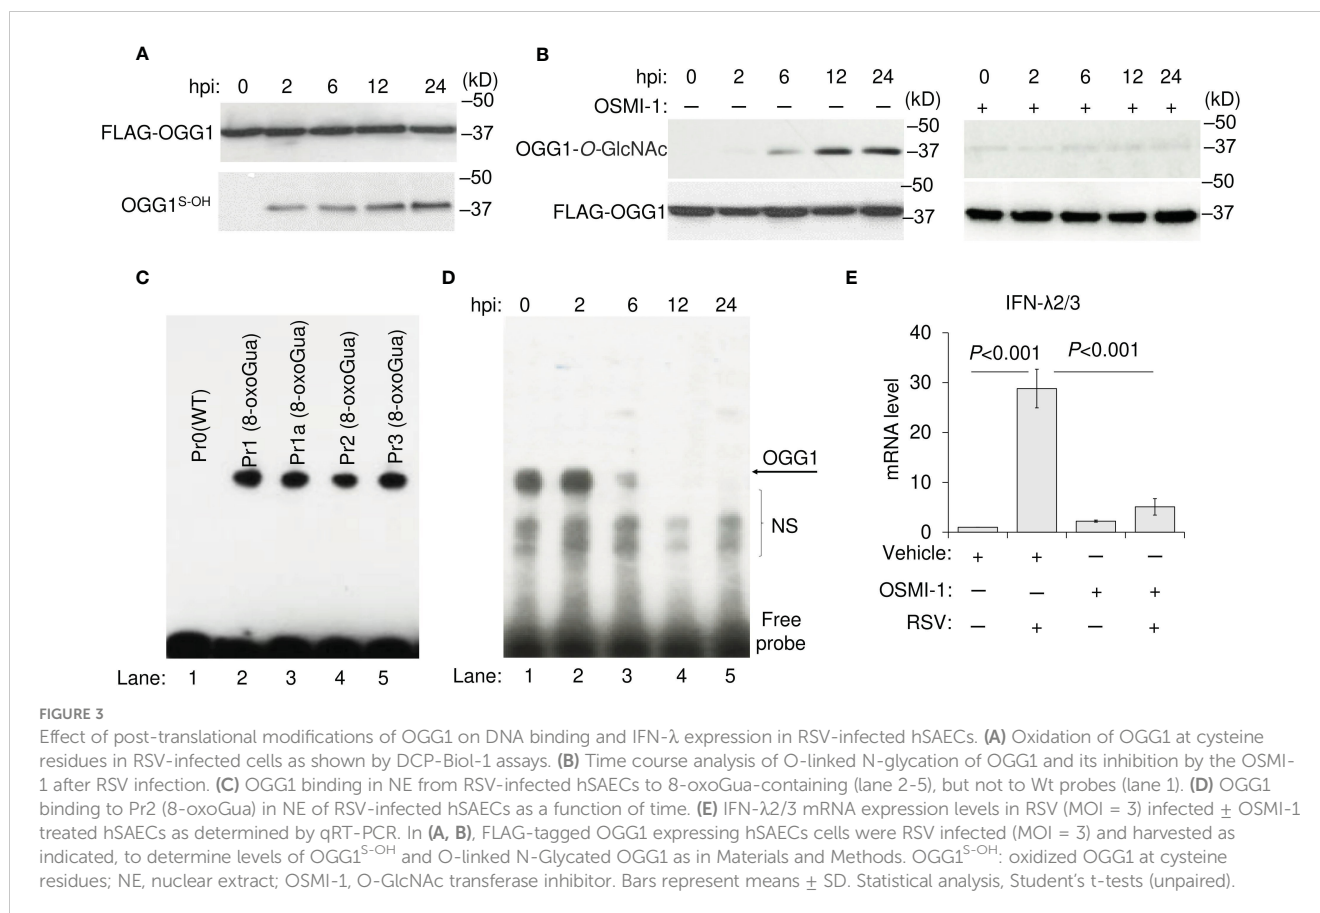 A
hpi: 0 2 6 12 24 (kD)
FLAG-OGG1
–50
–37
OGG1S-OH
–50
–37
B
hpi: 0 2 6 12 24
OSMI-1: – – – – – (kD)
OGG1-O-GlcNAc
–50
–37
FLAG-OGG1
–50
–37
0 2 6 12 24
+ + + + + (kD)
–50
–37
–50
–37
C
Pr0(WT)
Pr1 (8-oxoGua)
Pr1a (8-oxoGua)
Pr2 (8-oxoGua)
Pr3 (8-oxoGua)
Lane: 1 2 3 4 5
D
hpi: 0 2 6 12 24
OGG1
NS
Free
probe
Lane: 1 2 3 4 5
E
IFN-λ2/3
mRNA level
40
30
20
10
0
P<0.001
P<0.001
Vehicle: + + – –
OSMI-1: – – + +
RSV: – + – +
FIGURE 3
Effect of post-translational modifications of OGG1 on DNA binding and IFN-λ expression in RSV-infected hSAECs. (A) Oxidation of OGG1 at cysteine
residues in RSV-infected cells as shown by DCP-Biol-1 assays. (B) Time course analysis of O-linked N-glycation of OGG1 and its inhibition by the OSMI-
1 after RSV infection. (C) OGG1 binding in NE from RSV-infected hSAECs to 8-oxoGua-containing (lane 2-5), but not to Wt probes (lane 1). (D) OGG1
binding to Pr2 (8-oxoGua) in NE of RSV-infected hSAECs as a function of time. (E) IFN-λ2/3 mRNA expression levels in RSV (MOI = 3) infected ± OSMI-1
treated hSAECs as determined by qRT-PCR. In (A, B), FLAG-tagged OGG1 expressing hSAECs cells were RSV infected (MOI = 3) and harvested as
indicated, to determine levels of OGG1S-OH and O-linked N-Glycated OGG1 as in Materials and Methods. OGG1S-OH: oxidized OGG1 at cysteine
residues; NE, nuclear extract; OSMI-1, O-GlcNAc transferase inhibitor. Bars represent means ± SD. Statistical analysis, Student's t-tests (unpaired).